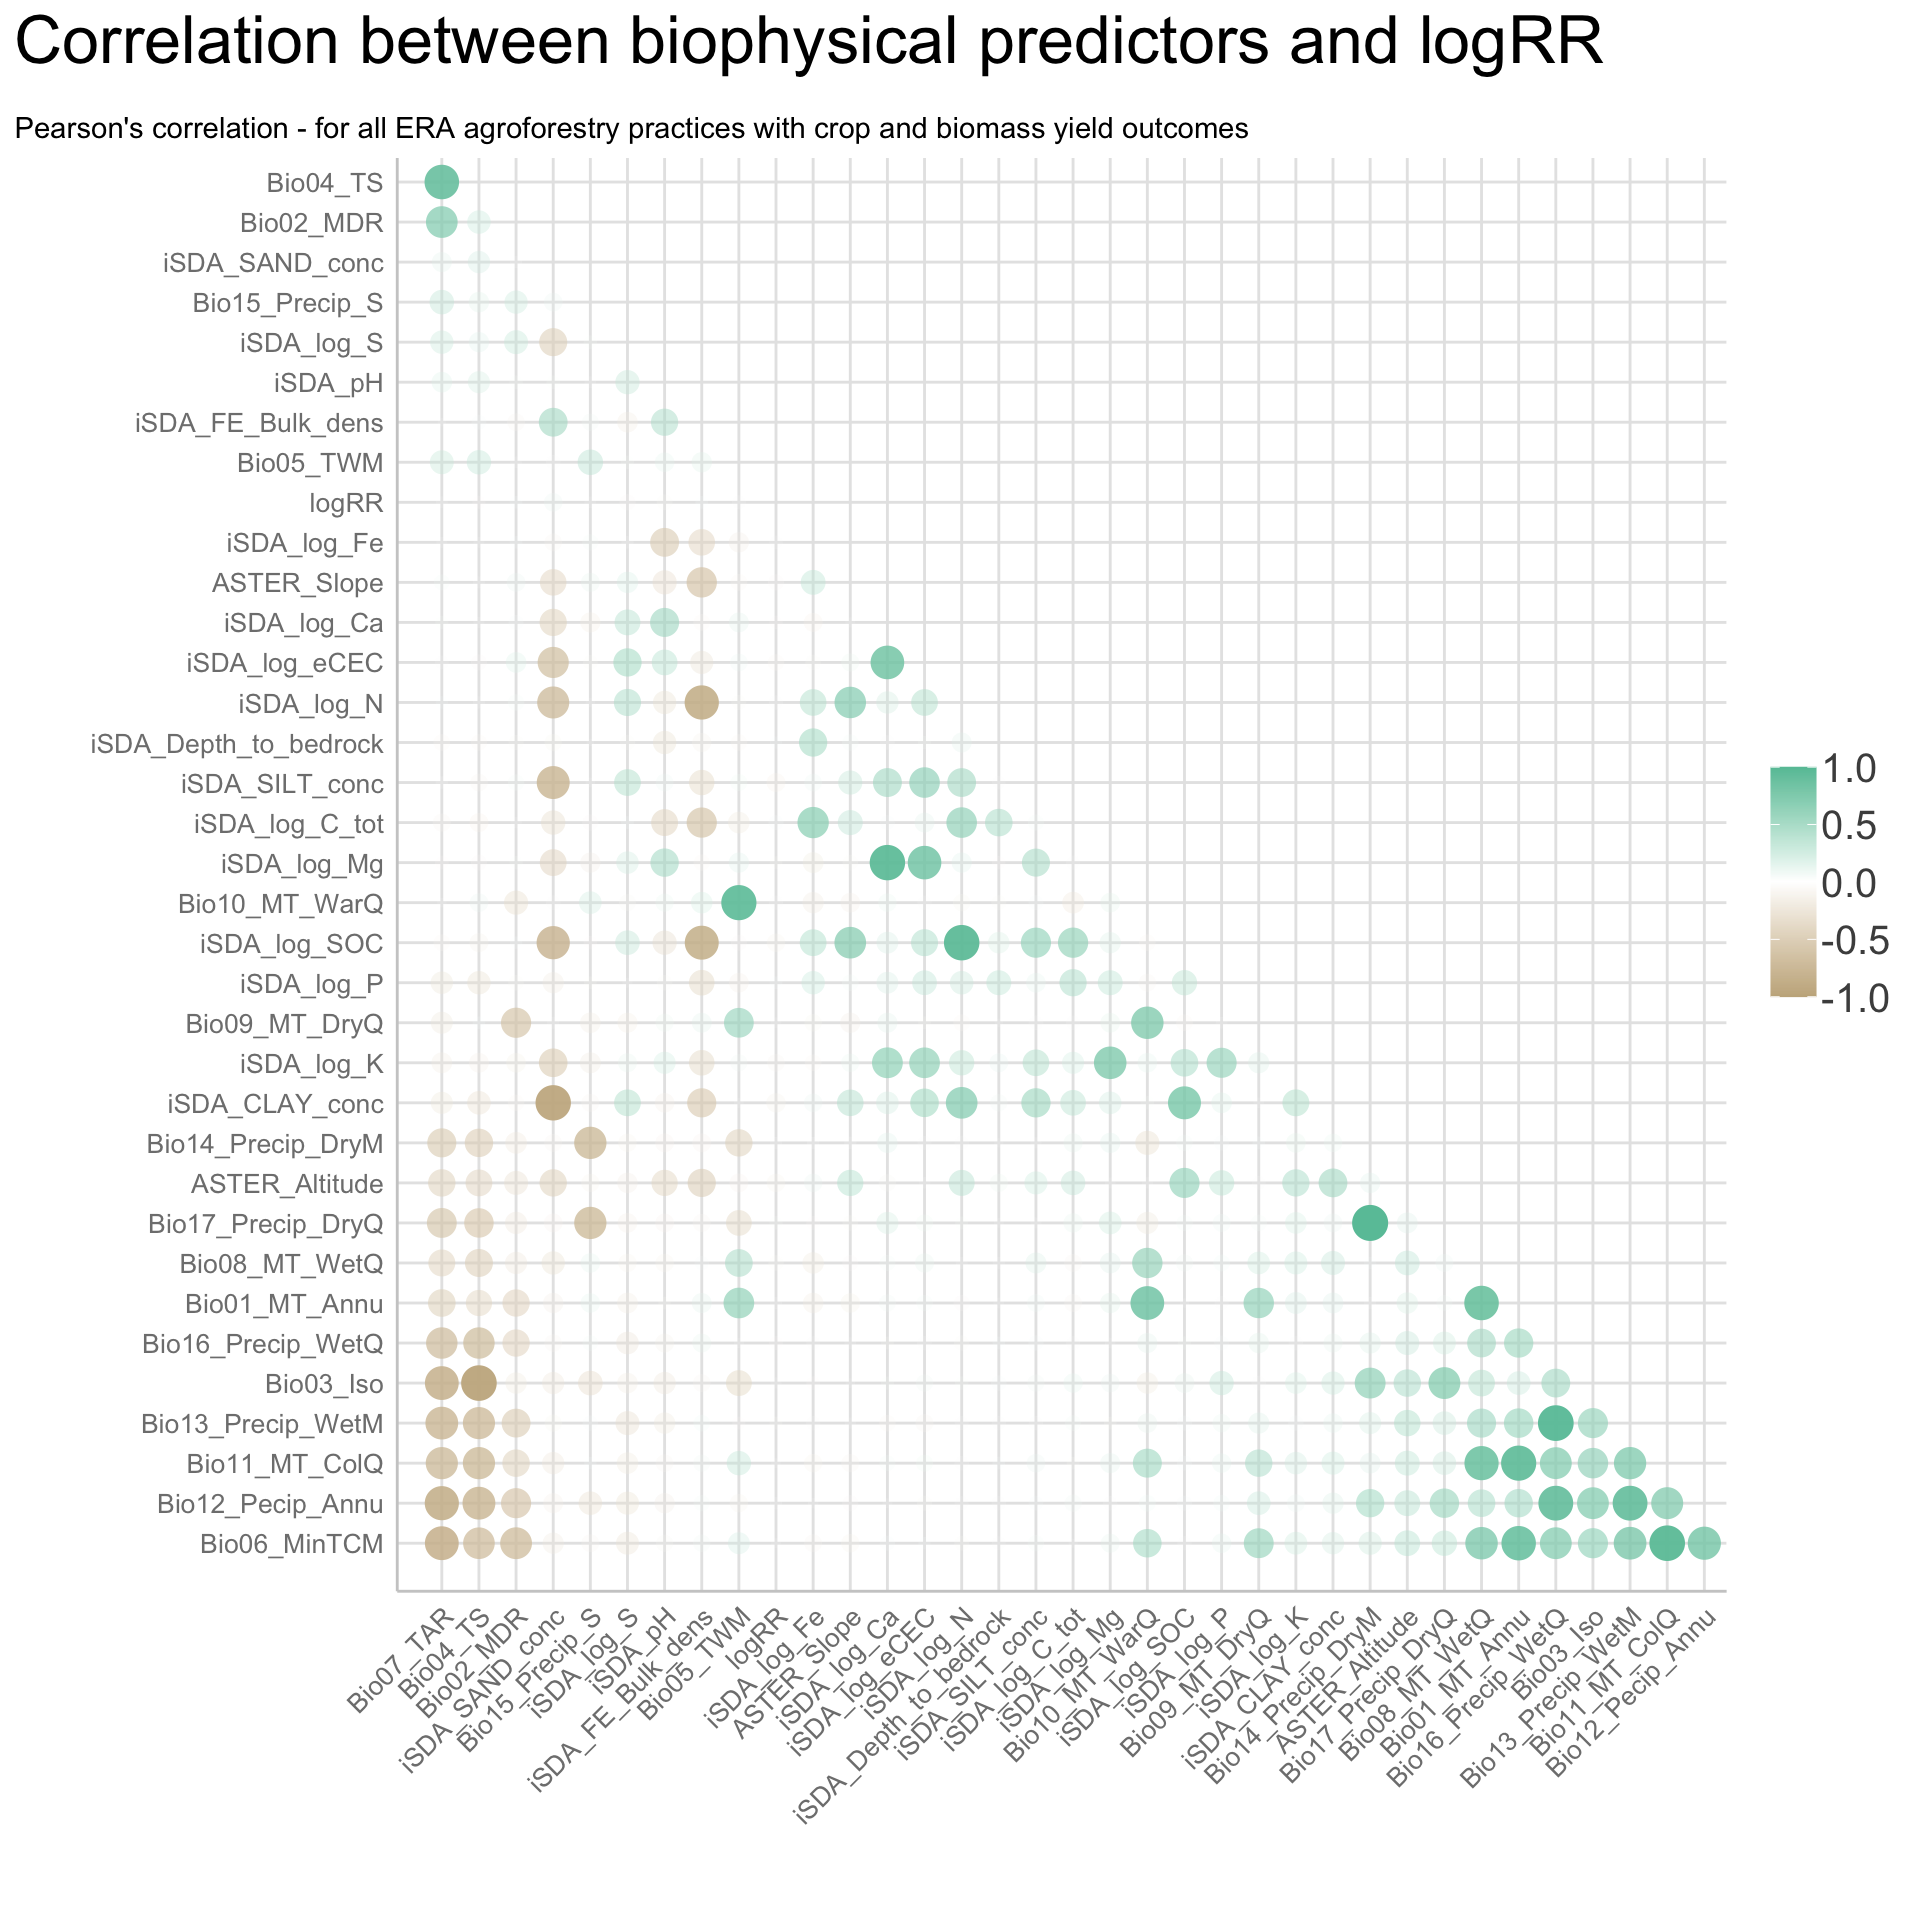 Correlation between biophysical predictors and logRR
Pearson's correlation - for all ERA agroforestry practices with crop and biomass yield outcomes
Bio04_TS
Bio02_MDR
iSDA_SAND_conc
Bio15_Precip_S
iSDA_log_S
iSDA_pH
iSDA_FE_Bulk_dens
Bio05_TWM
logRR
iSDA_log_Fe
ASTER_Slope
iSDA_log_Ca
iSDA_log_eCEC
iSDA_log_N
iSDA_Depth_to_bedrock
iSDA_SILT_conc
iSDA_log_C_tot
iSDA_log_Mg
Bio10_MT_WarQ
iSDA_log_SOC
iSDA_log_P
Bio09_MT_DryQ
iSDA_log_K
iSDA_CLAY_conc
Bio14_Precip_DryM
ASTER_Altitude
Bio17_Precip_DryQ
Bio08_MT_WetQ
Bio01_MT_Annu
Bio16_Precip_WetQ
Bio03_Iso
Bio13_Precip_WetM
Bio11_MT_ColQ
Bio12_Pecip_Annu
Bio06_MinTCM
1.0
0.5
0.0
-0.5
-1.0
Bio07_TAR
Bio04_TS
Bio02_MDR
iSDA_SAND_conc
Bio15_Precip_S
iSDA_log_S
iSDA_pH
iSDA_FE_Bulk_dens
Bio05_TWM
logRR
iSDA_log_Fe
ASTER_Slope
iSDA_log_Ca
iSDA_log_eCEC
iSDA_log_N
iSDA_Depth_to_bedrock
iSDA_SILT_conc
iSDA_log_C_tot
iSDA_log_Mg
Bio10_MT_WarQ
iSDA_log_SOC
iSDA_log_P
Bio09_MT_DryQ
iSDA_log_K
iSDA_CLAY_conc
Bio14_Precip_DryM
ASTER_Altitude
Bio17_Precip_DryQ
Bio08_MT_WetQ
Bio01_MT_Annu
Bio16_Precip_WetQ
Bio03_Iso
Bio13_Precip_WetM
Bio11_MT_ColQ
Bio12_Pecip_Annu